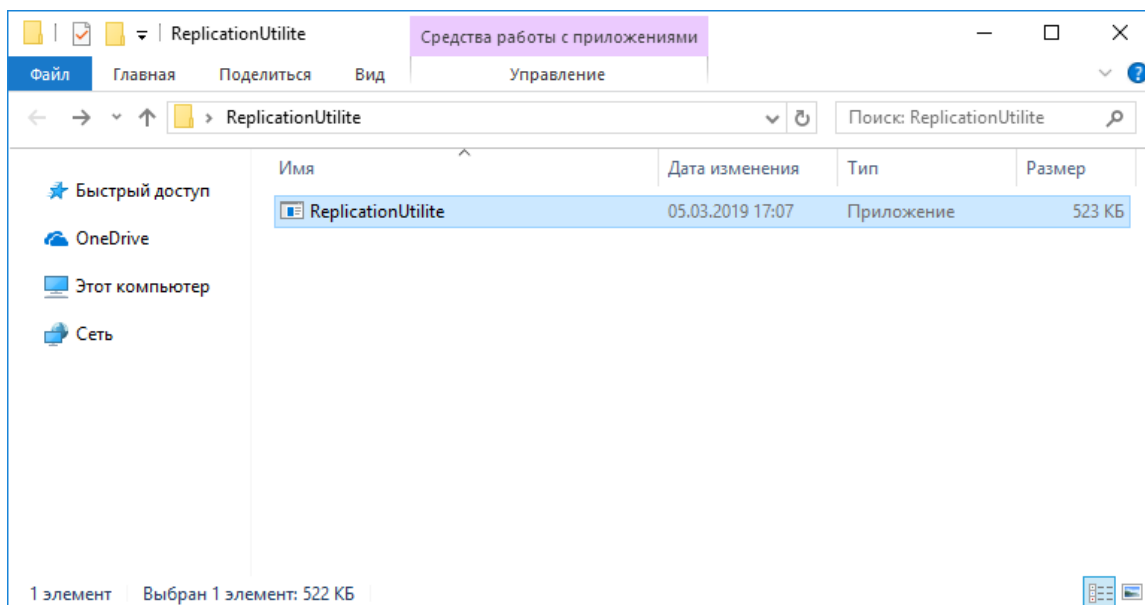 ReplicationUtilite
Средства работы с приложениями
Файл Главная Поделиться Вид Управление
?
ReplicationUtilite Поиск: ReplicationUtilite
Имя Дата изменения Тип Размер
Быстрый доступ
ReplicationUtilite 05.03.2019 17:07 Приложение 523 КБ
OneDrive
Этот компьютер
Сеть
1 элемент Выбран 1 элемент: 522 КБ